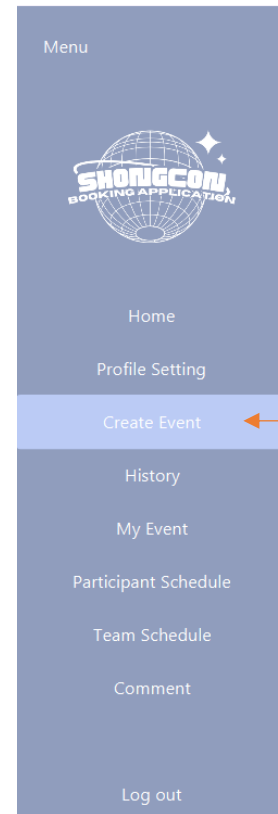 Menu
SHONGCON
BOOKING APPLICATION
Home
Profile Setting
Create Event
History
My Event
Participant Schedule
Team Schedule
Comment
Log out